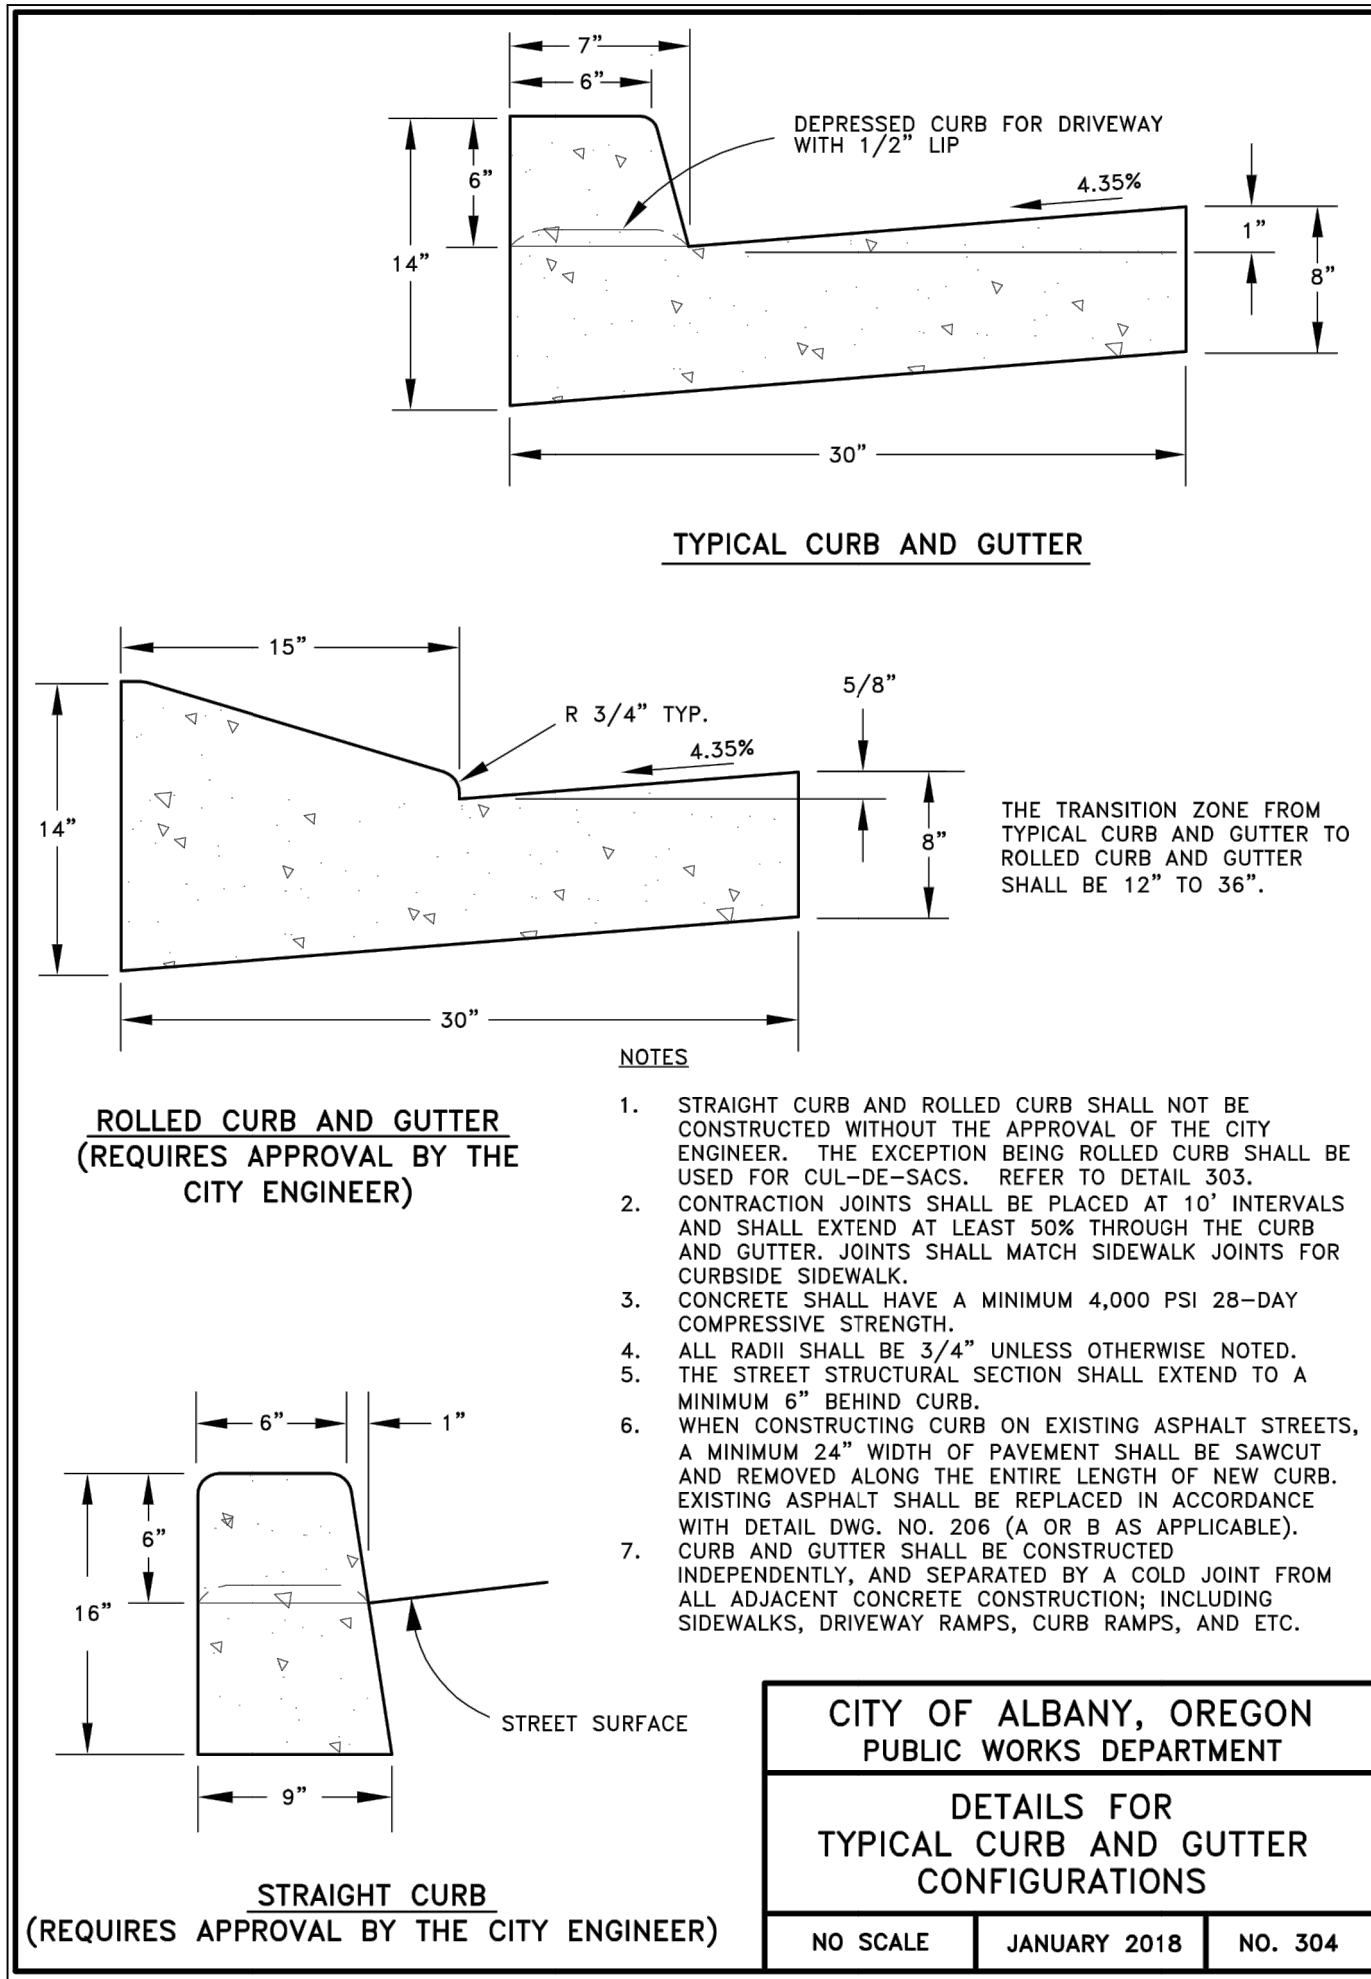 7”
6”
DEPRESSED CURB FOR DRIVEWAY
WITH 1/2” LIP
4.35%
6”
1”
14”
8”
30”
TYPICAL CURB AND GUTTER
15”
5/8”
R 3/4” TYP.
4.35%
14”
8”
THE TRANSITION ZONE FROM
TYPICAL CURB AND GUTTER TO
ROLLED CURB AND GUTTER
SHALL BE 12” TO 36”.
30”
ROLLED CURB AND GUTTER
(REQUIRES APPROVAL BY THE
CITY ENGINEER)
NOTES
1. STRAIGHT CURB AND ROLLED CURB SHALL NOT BE
CONSTRUCTED WITHOUT THE APPROVAL OF THE CITY
ENGINEER. THE EXCEPTION BEING ROLLED CURB SHALL BE
USED FOR CUL-DE-SACS. REFER TO DETAIL 303.
2. CONTRACTION JOINTS SHALL BE PLACED AT 10’ INTERVALS
AND SHALL EXTEND AT LEAST 50% THROUGH THE CURB
AND GUTTER. JOINTS SHALL MATCH SIDEWALK JOINTS FOR
CURBSIDE SIDEWALK.
3. CONCRETE SHALL HAVE A MINIMUM 4,000 PSI 28-DAY
COMPRESSIVE STRENGTH.
4. ALL RADII SHALL BE 3/4” UNLESS OTHERWISE NOTED.
5. THE STREET STRUCTURAL SECTION SHALL EXTEND TO A
MINIMUM 6” BEHIND CURB.
6. WHEN CONSTRUCTING CURB ON EXISTING ASPHALT STREETS,
A MINIMUM 24” WIDTH OF PAVEMENT SHALL BE SAWCUT
AND REMOVED ALONG THE ENTIRE LENGTH OF NEW CURB.
EXISTING ASPHALT SHALL BE REPLACED IN ACCORDANCE
WITH DETAIL DWG. NO. 206 (A OR B AS APPLICABLE).
7. CURB AND GUTTER SHALL BE CONSTRUCTED
INDEPENDENTLY, AND SEPARATED BY A COLD JOINT FROM
ALL ADJACENT CONCRETE CONSTRUCTION; INCLUDING
SIDEWALKS, DRIVEWAY RAMPS, CURB RAMPS, AND ETC.
6”
1”
6”
16”
STREET SURFACE
9”
STRAIGHT CURB
(REQUIRES APPROVAL BY THE CITY ENGINEER)
CITY OF ALBANY, OREGON
PUBLIC WORKS DEPARTMENT
DETAILS FOR
TYPICAL CURB AND GUTTER
CONFIGURATIONS
NO SCALE
JANUARY 2018
NO. 304